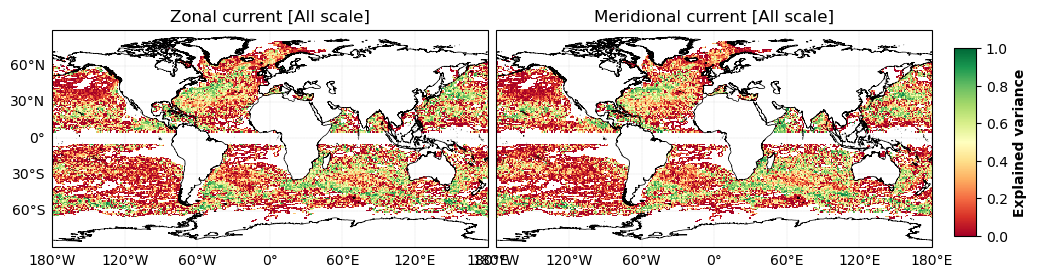 Zonal current [All scale]
Meridional current [All scale]
60°N
30°N
0°
30°S
60°S
180°W 120°W 60°W 0° 60°E 120°E 180°E
180°W 120°W 60°W 0° 60°E 120°E 180°E
1.0
0.8
0.6
0.4
0.2
0.0
Explained variance